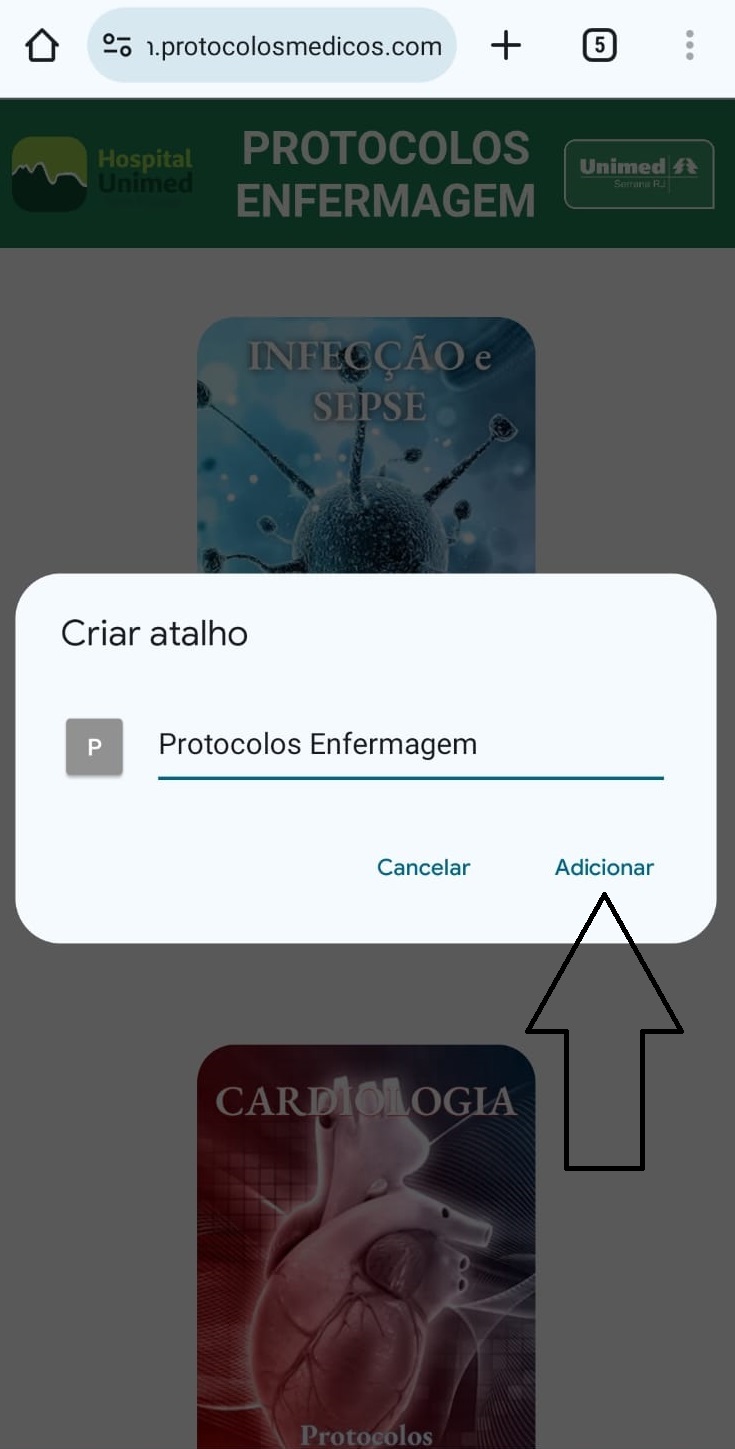 n.protocolosmedicos.com
5
Hospital
Unimed
PROTOCOLOS
ENFERMAGEM
Unimed
Serrana RJ
INFECÇÃO e
SEPSE
Criar atalho
P
Protocolos Enfermagem
Cancelar
Adicionar
CARDIOLOGIA
Protocolos